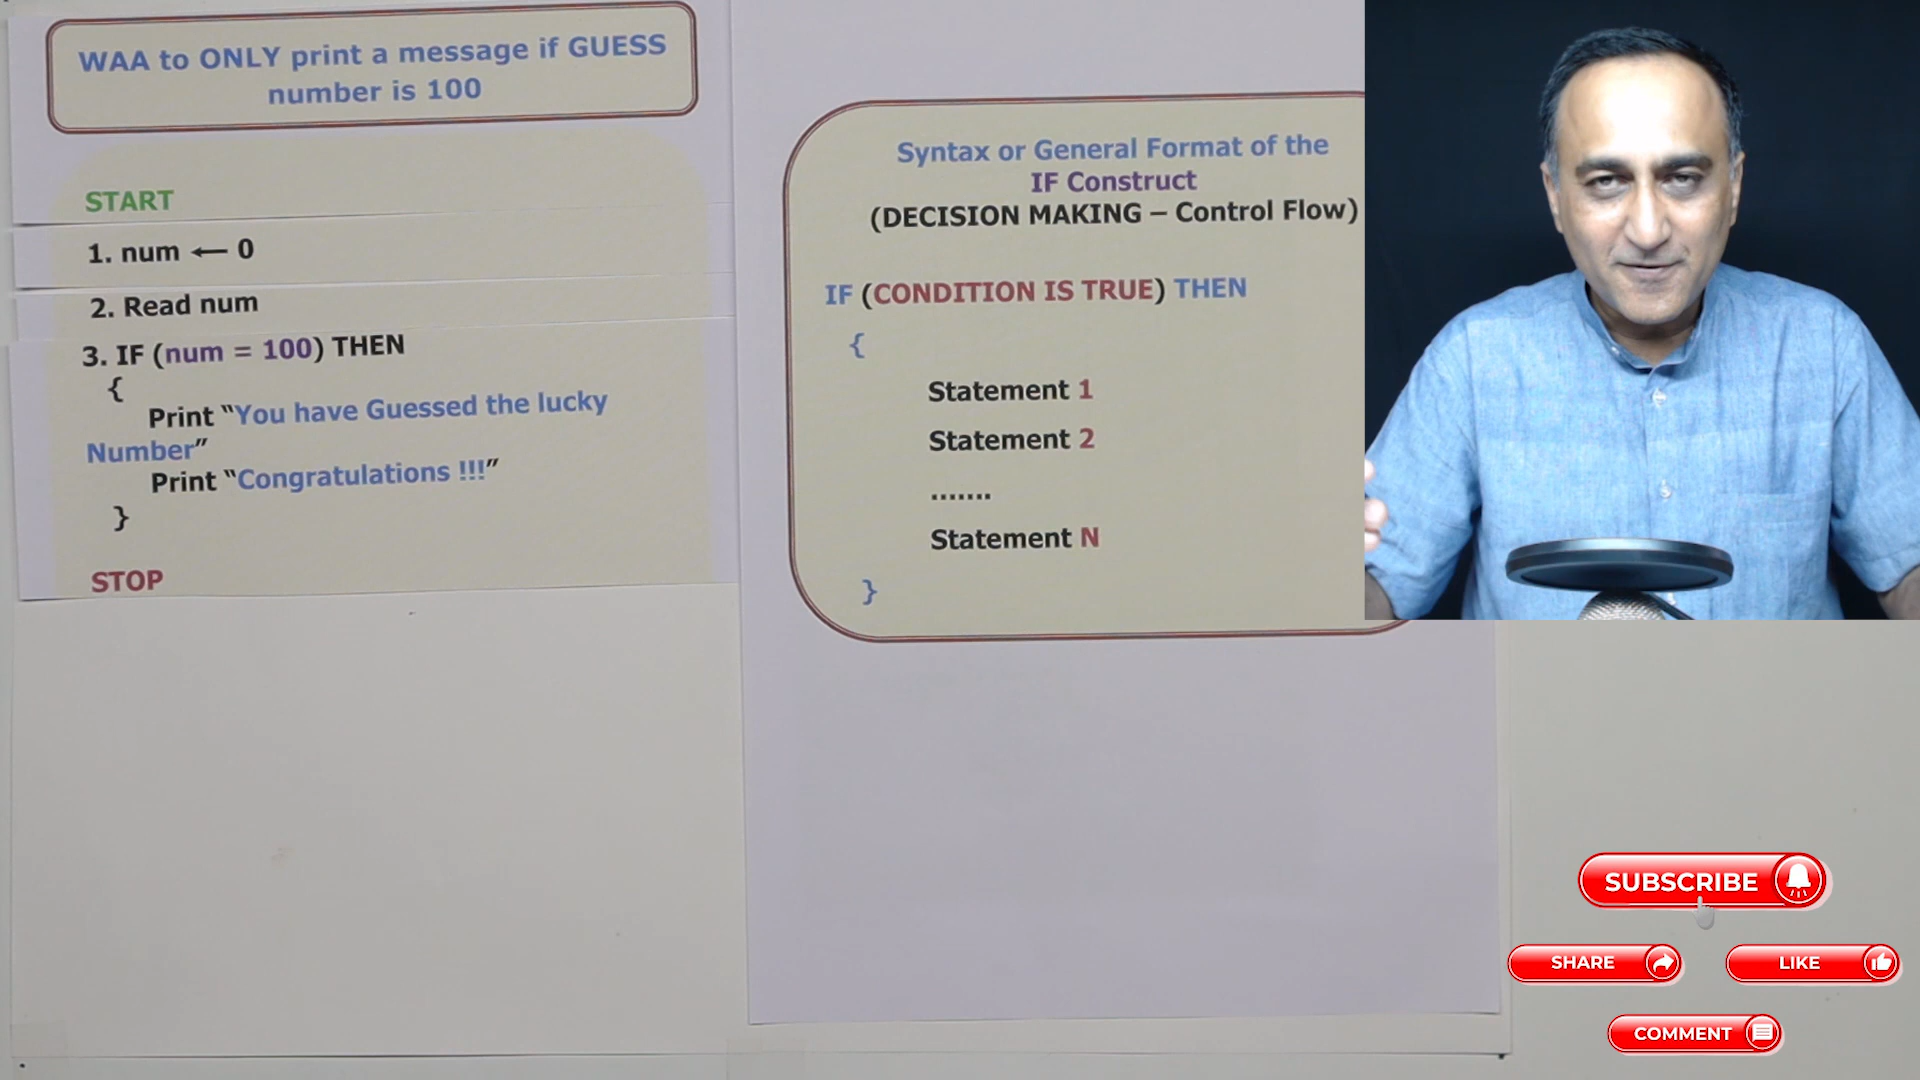 WAA to ONLY print a message if GUESS
number is 100
START
1. num ← 0
2. Read num
3. IF (num = 100) THEN
{
Print “You have Guessed the lucky
Number”
Print “Congratulations !!!”
}
STOP
Syntax or General Format of the
IF Construct
(DECISION MAKING – Control Flow)
IF (CONDITION IS TRUE) THEN
{
Statement 1
Statement 2
.......
Statement N
}
SUBSCRIBE
SHARE
LIKE
COMMENT